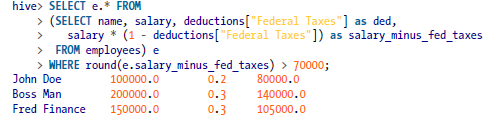 hive> SELECT e.* FROM
    > (SELECT name, salary, deductions["Federal Taxes"] as ded,
    >    salary * (1 - deductions["Federal Taxes"]) as salary_minus_fed_taxes
    >  FROM employees) e
    > WHERE round(e.salary_minus_fed_taxes) > 70000;
John Doe 100000.0 0.2 80000.0
Boss Man 200000.0 0.3 140000.0
Fred Finance 150000.0 0.3 105000.0